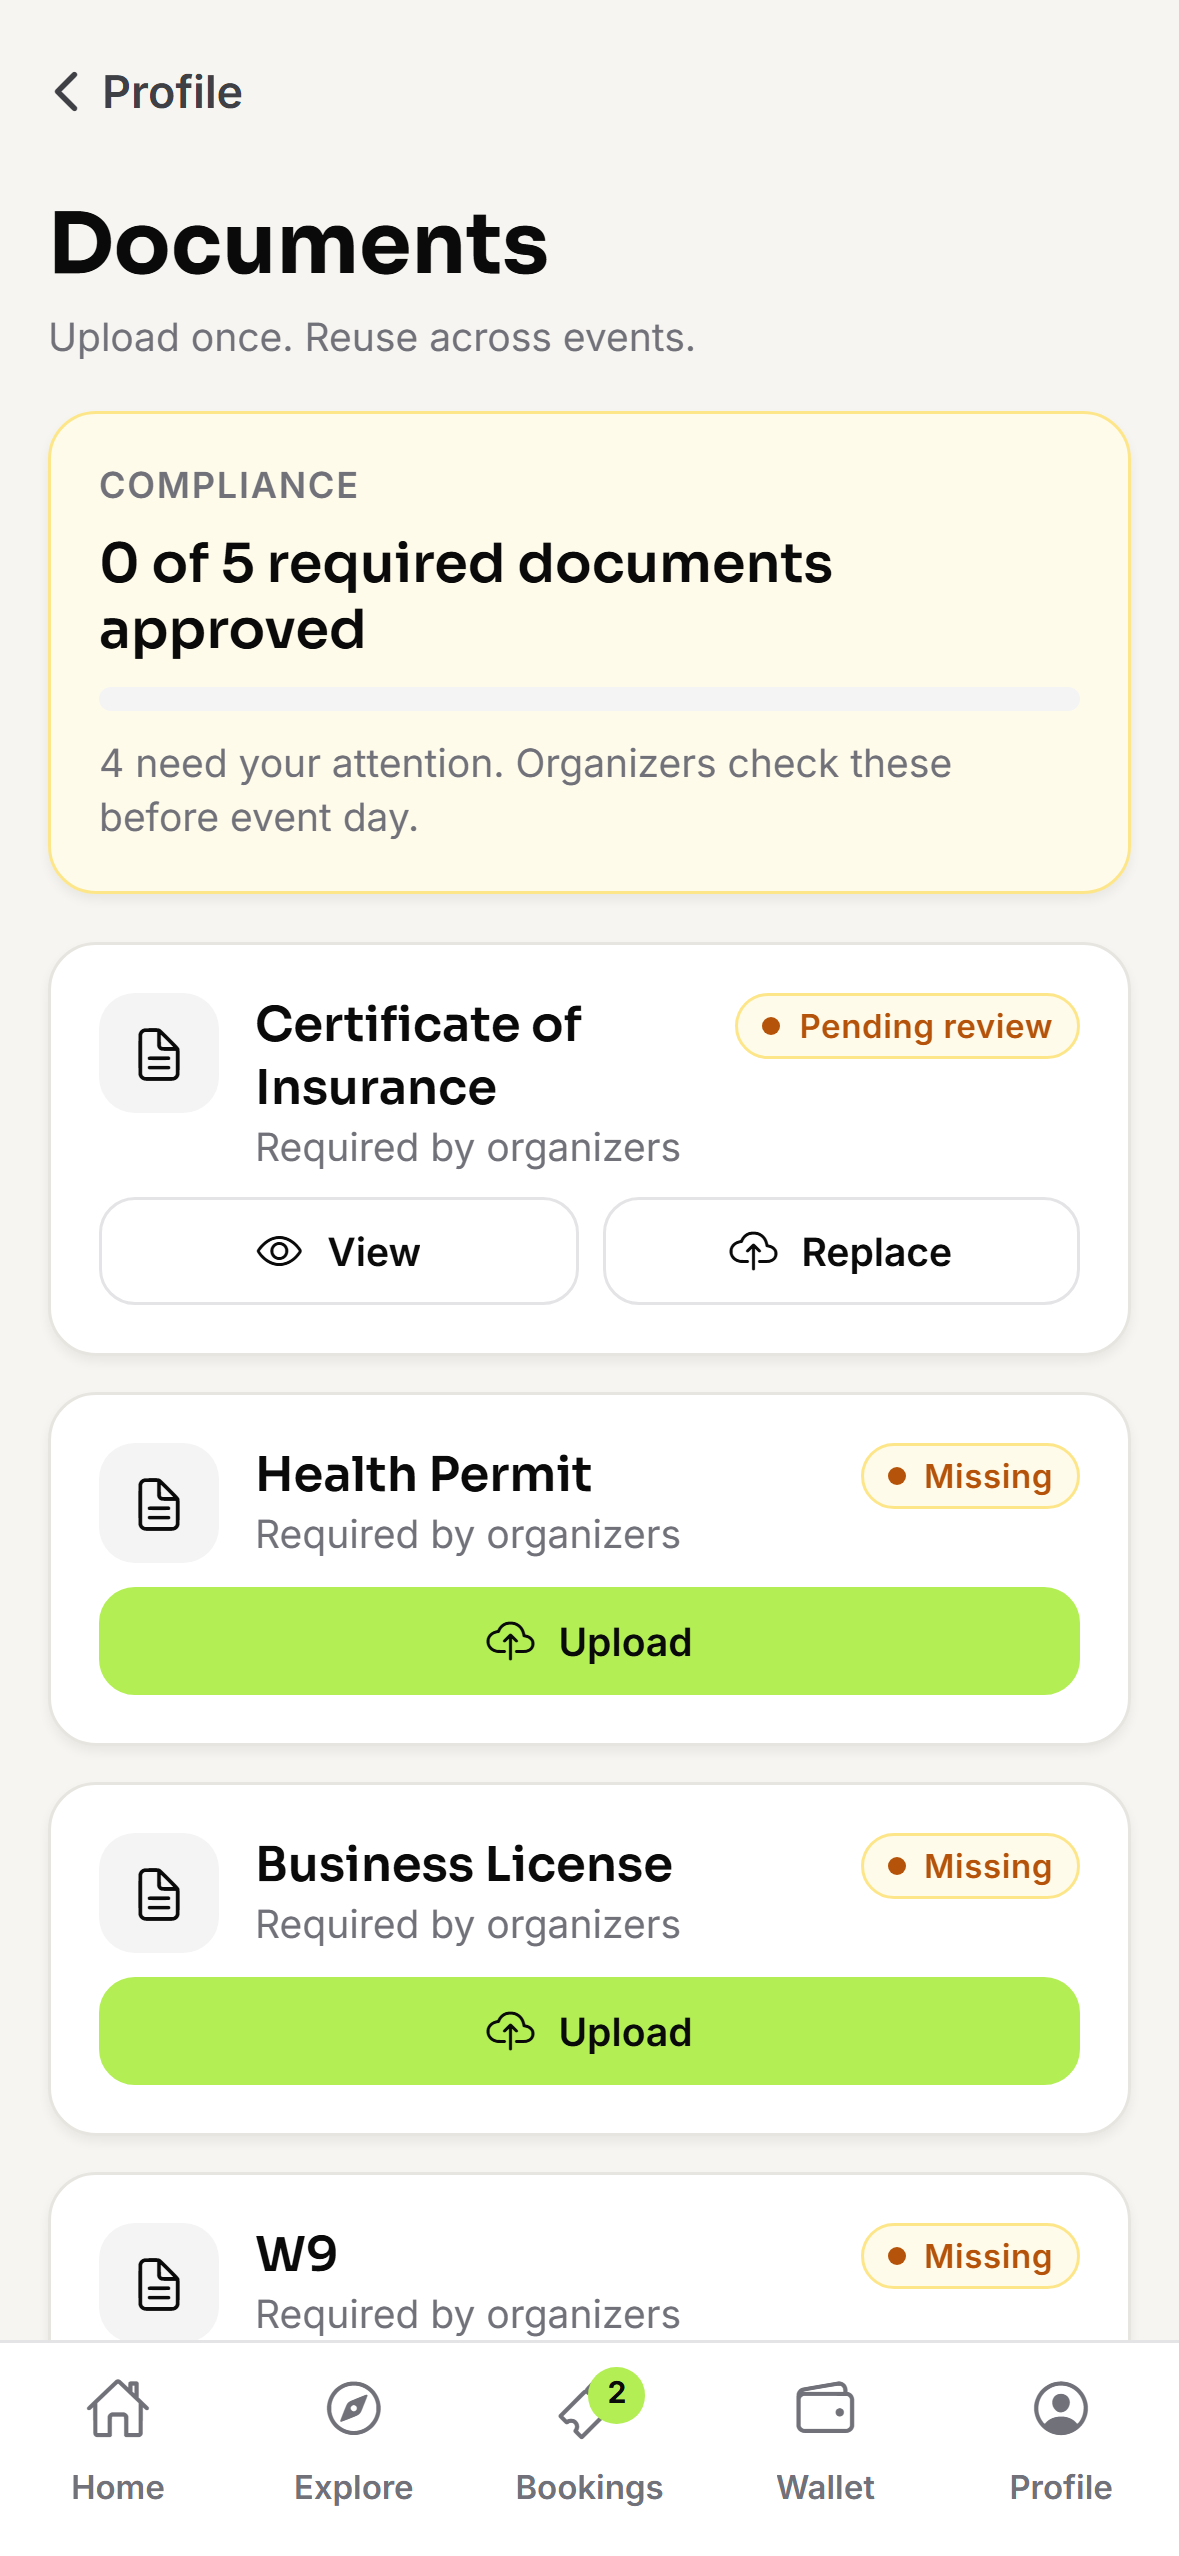 Profile
Documents
Upload once. Reuse across events.
COMPLIANCE
0 of 5 required documents
approved
4 need your attention. Organizers check these
before event day.
Certificate of
Insurance
Pending review
Required by organizers
View
Replace
Health Permit
Missing
Required by organizers
Upload
Business License
Missing
Required by organizers
Upload
W9
Missing
Required by organizers
2
Home
Explore
Bookings
Wallet
Profile